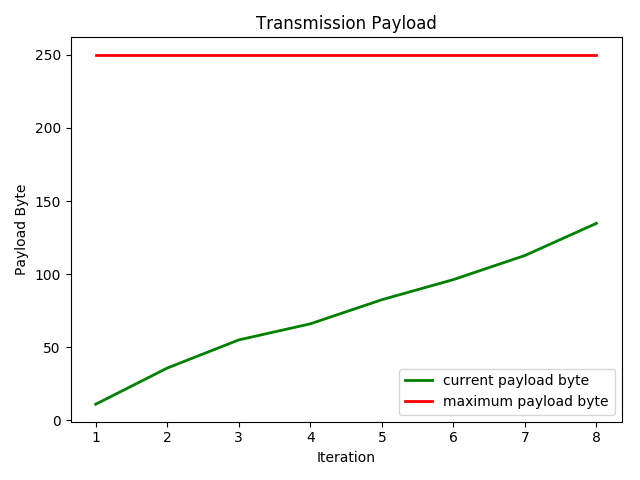 Transmission Payload
250
200
150
100
50
0
Payload Byte
current payload byte
maximum payload byte
1 2 3 4 5 6 7 8
Iteration